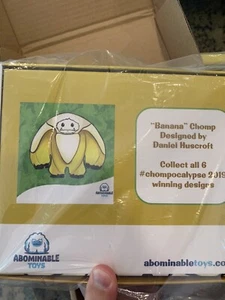 "Banana" Chomp
Designed by
Daniel Huscroft
Collect all 6
#chompocalypse 2019
winning designs
ABOMINABLE
TOYS
abominabletoys.com